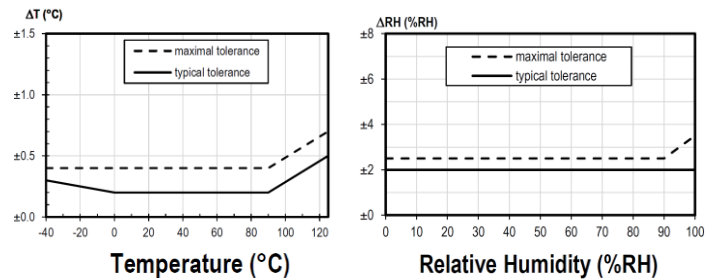 ΔT (°C)
±1.5
±1.0
±0.5
±0.0
maximal tolerance
typical tolerance
-40 -20 0 20 40 60 80 100 120
Temperature (°C)
ΔRH (%RH)
±8
±6
±4
±2
±0
maximal tolerance
typical tolerance
0 10 20 30 40 50 60 70 80 90 100
Relative Humidity (%RH)